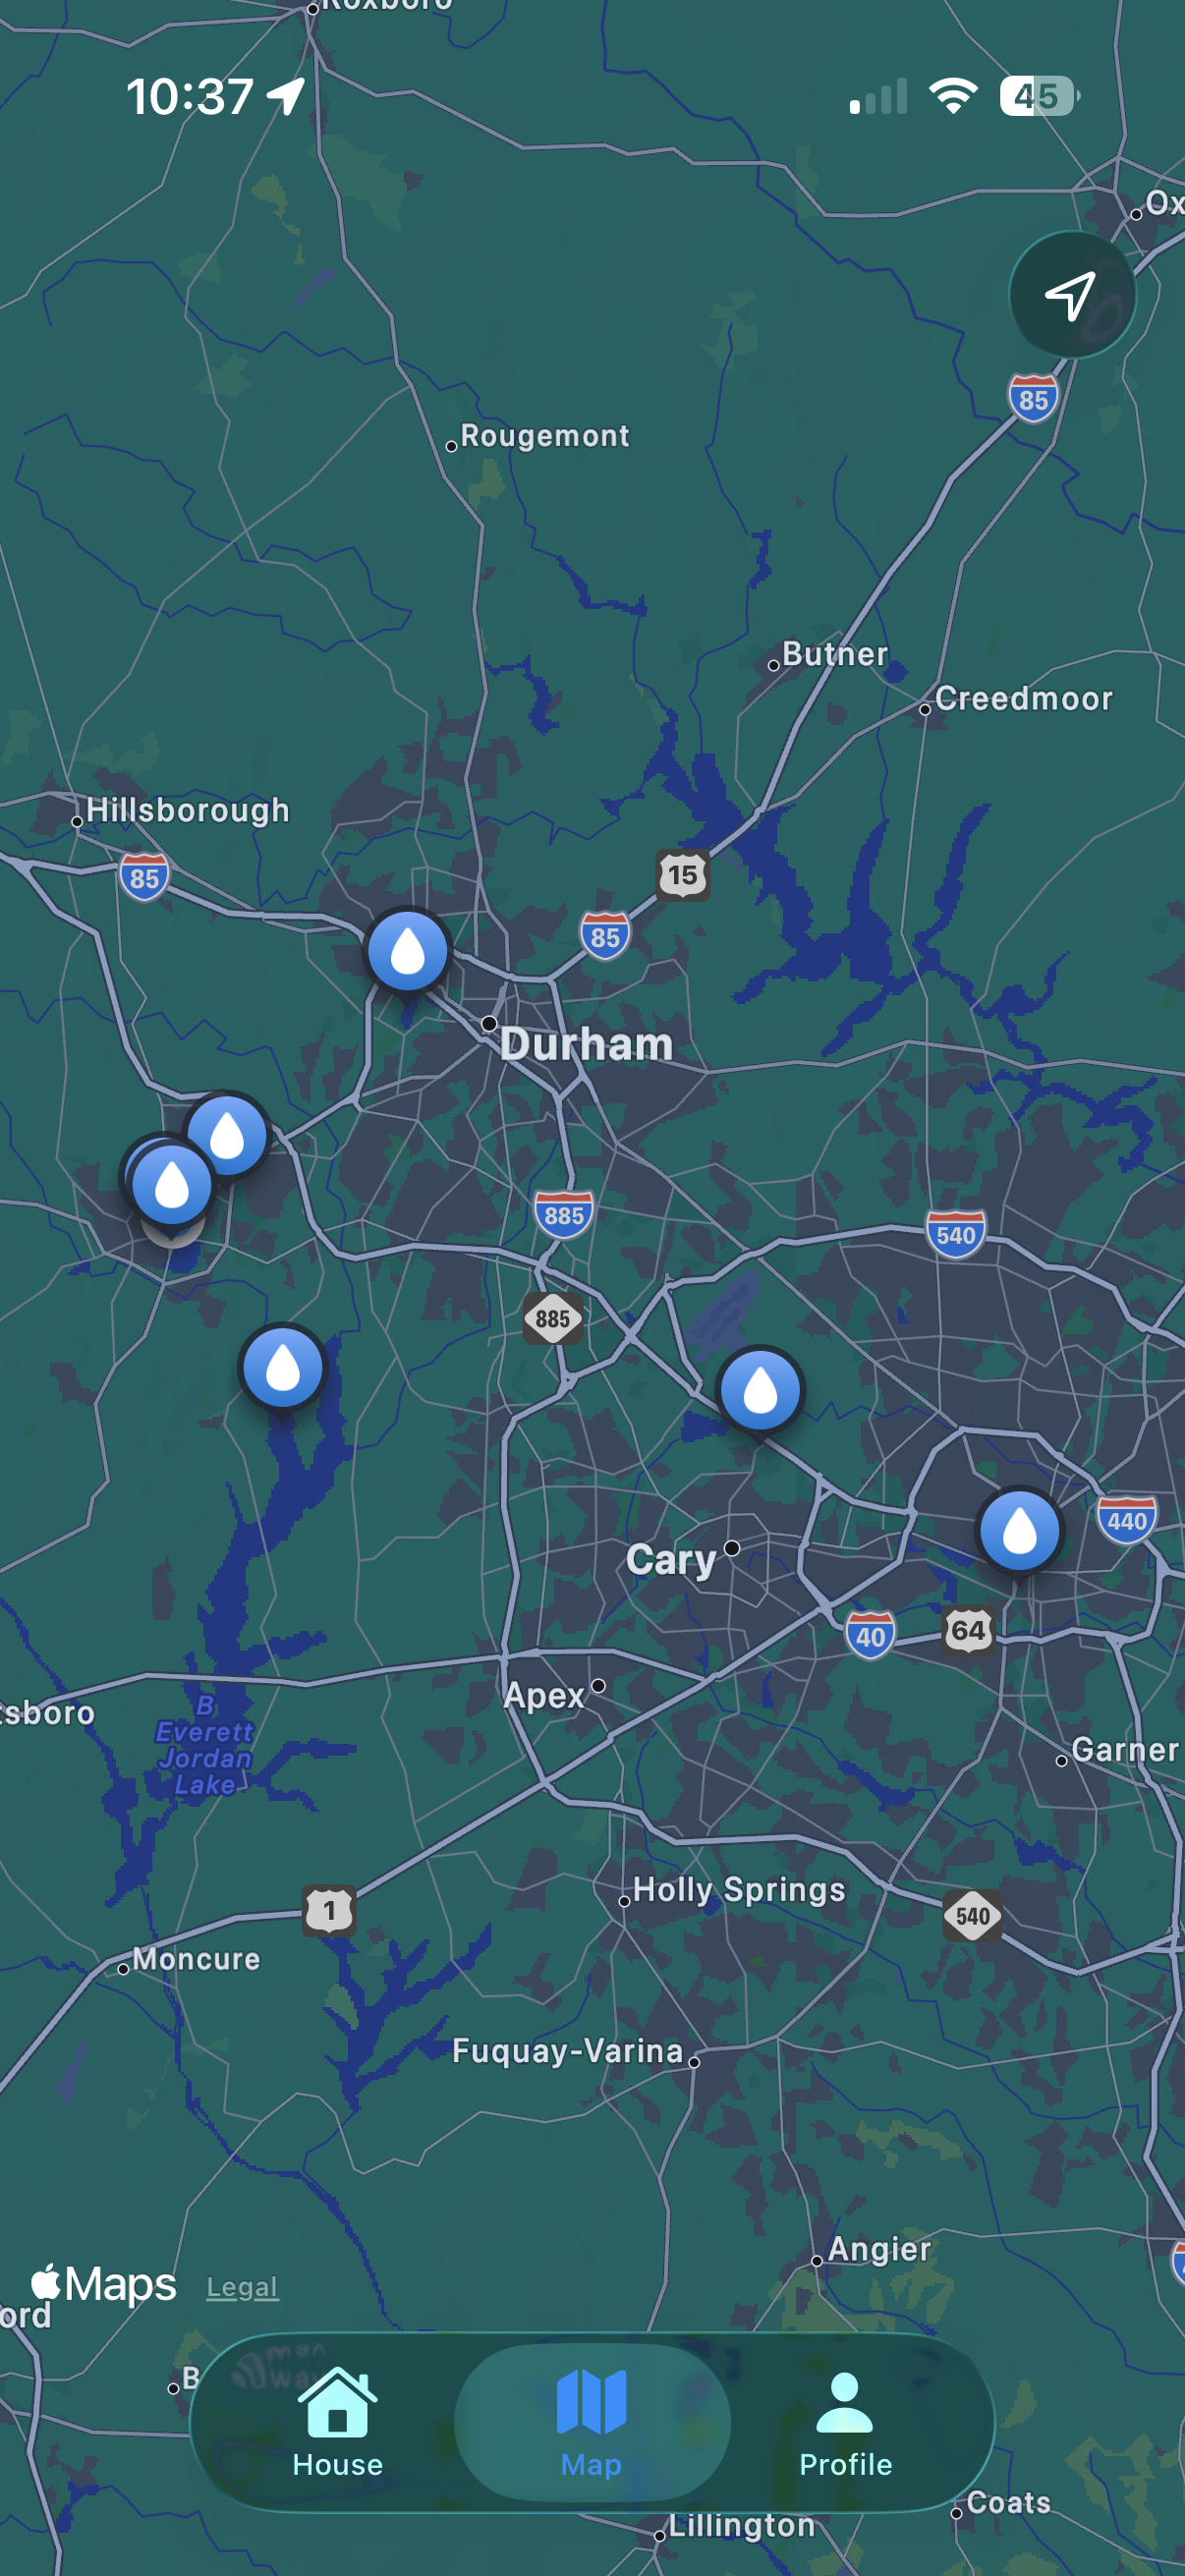 Roxboro
10:37
45
Ox
85
Rougemont
Butner
Creedmoor
Hillsborough
85
15
85
Durham
885
540
885
440
Cary
40
64
Apex
tsboro
B
Everett
Jordan
Lake
Garner
Holly Springs
1
540
Moncure
Fuquay-Varina
Angier
Maps
Legal
ord
B
House
Map
Profile
Coats
Lillington